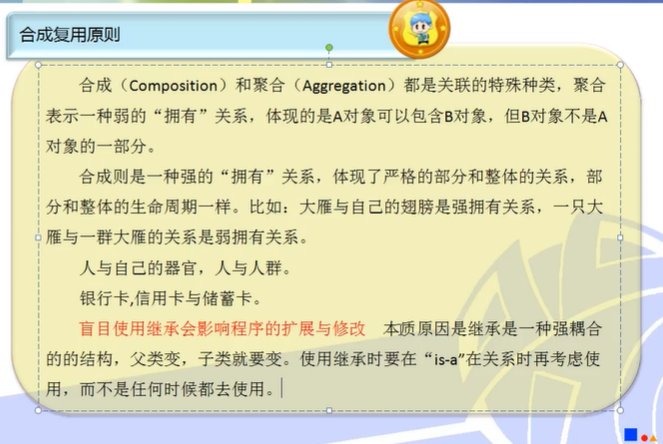 合成复用原则
合成（Composition）和聚合（Aggregation）都是关联的特殊种类，聚合
表示一种弱的“拥有”关系，体现的是A对象可以包含B对象，但B对象不是A
对象的一部分。
合成则是一种强的“拥有”关系，体现了严格的部分和整体的关系，部
分和整体的生命周期一样。比如：大雁与自己的翅膀是强拥有关系，一只大
雁与一群大雁的关系是弱拥有关系。
人与自己的器官，人与人群。
银行卡,信用卡与储蓄卡。
盲目使用继承会影响程序的扩展与修改　本质原因是继承是一种强耦合
的的结构，父类变，子类就要变。使用继承时要在“is-a”在关系时再考虑使
用，而不是任何时候都去使用。